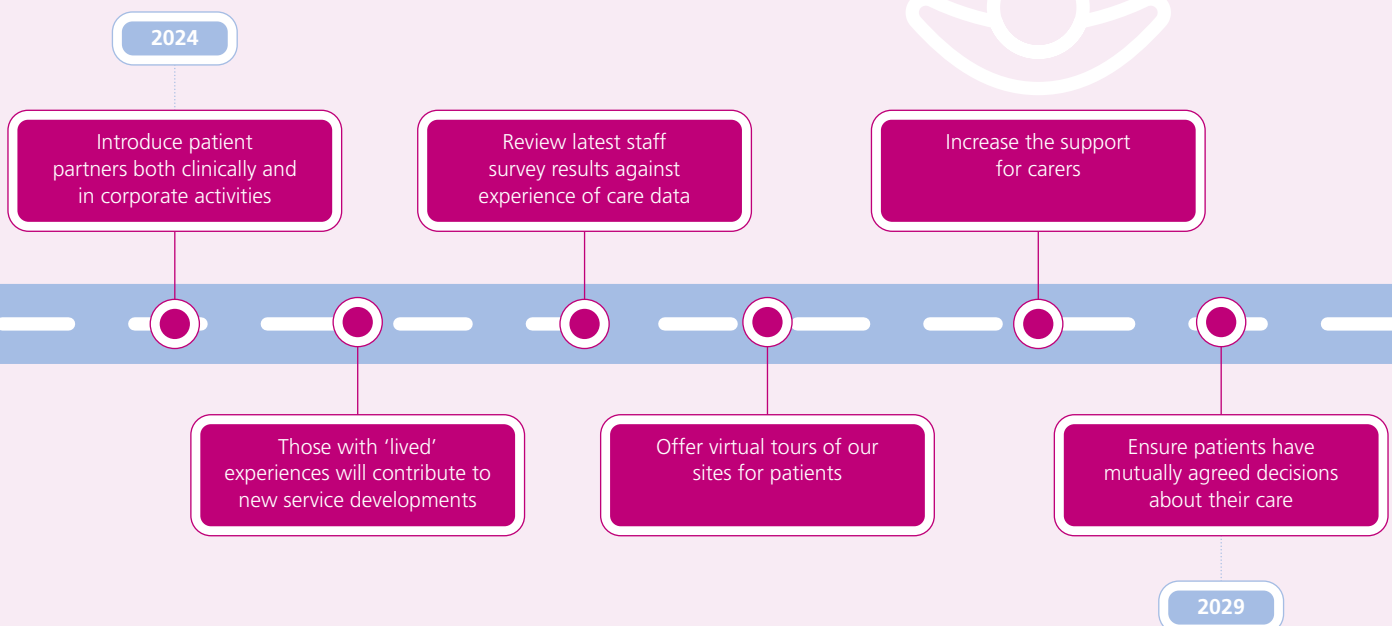 2024
Introduce patient
partners both clinically and
in corporate activities
Those with ‘lived’
experiences will contribute to
new service developments
Review latest staff
survey results against
experience of care data
Offer virtual tours of our
sites for patients
Increase the support
for carers
Ensure patients have
mutually agreed decisions
about their care
2029